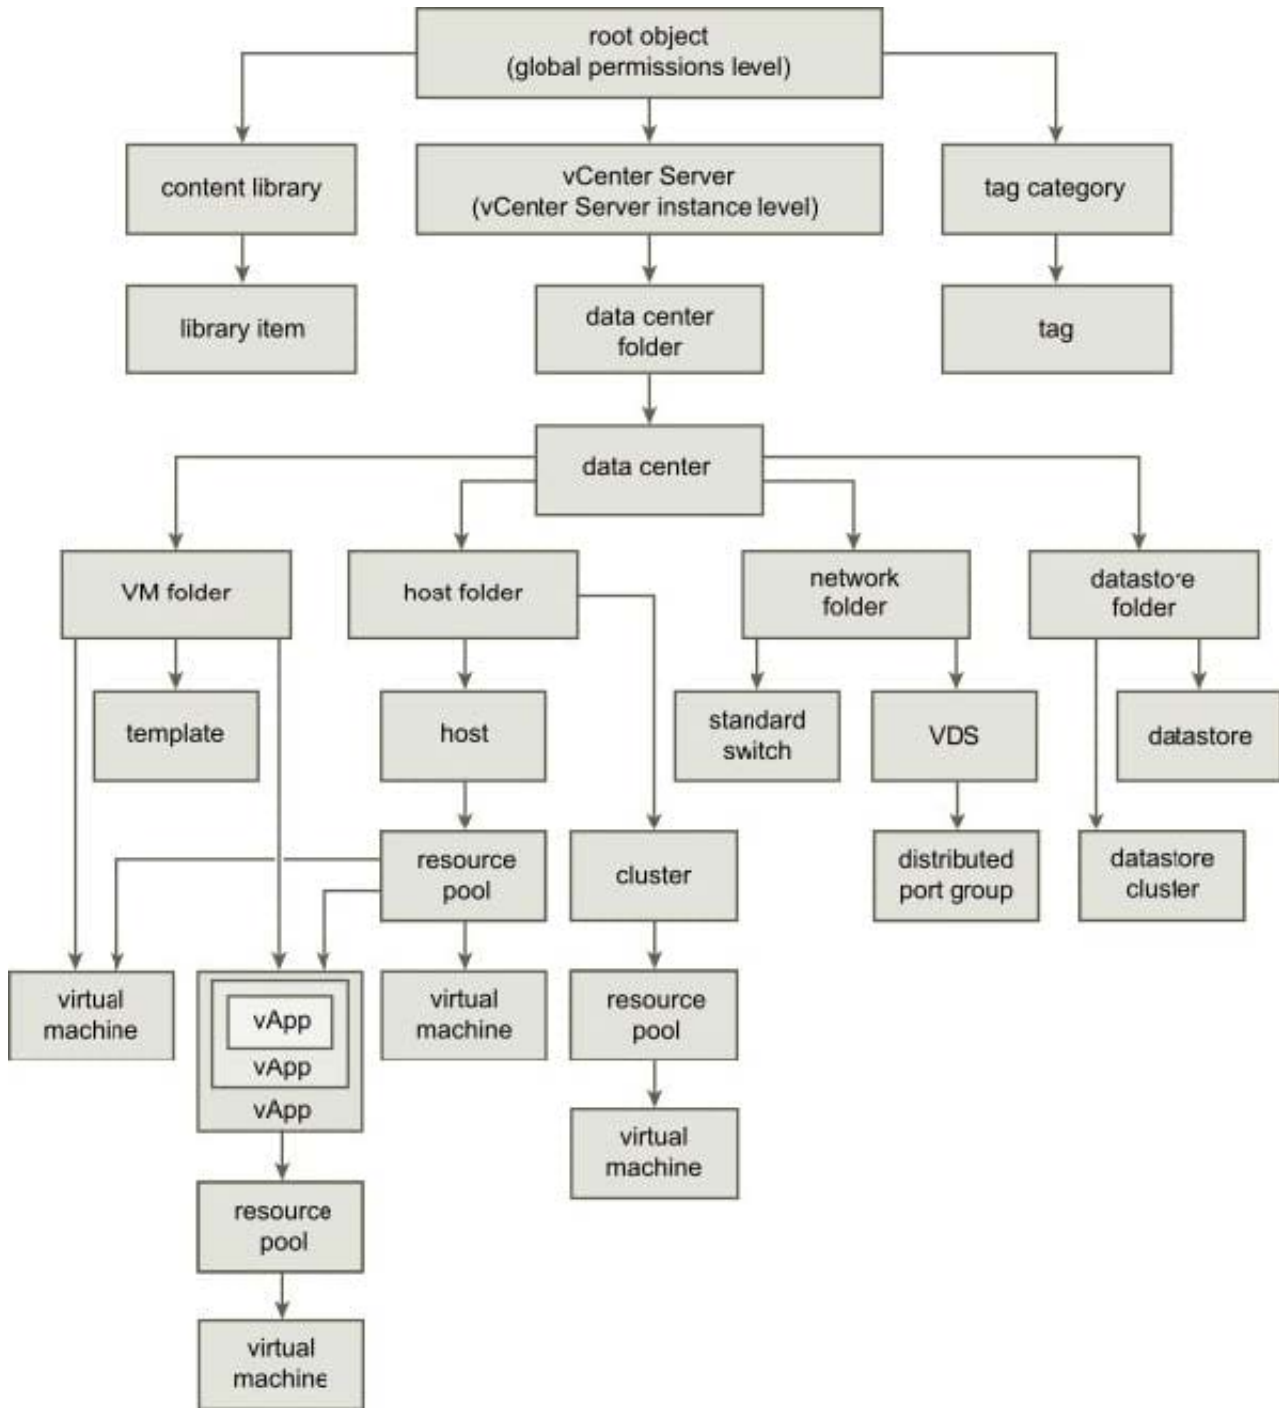 root object
(global permissions level)
content library
vCenter Server
(vCenter Server instance level)
tag category
library item
data center
folder
tag
data center
VM folder
host folder
network
folder
datastore
folder
template
host
standard
switch
VDS
datastore
resource
pool
cluster
distributed
port group
datastore
cluster
virtual
machine
vApp
vApp
vApp
virtual
machine
resource
pool
virtual
machine
resource
pool
virtual
machine